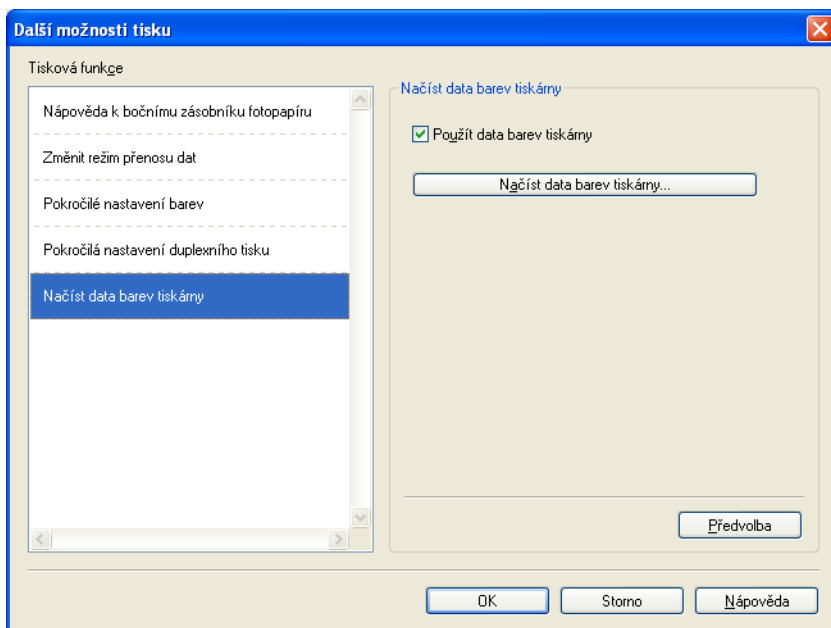 Další možnosti tisku
Tisková funkce
Nápověda k bočnímu zásobníku fotopapíru
Změnit režim přenosu dat
Pokročilé nastavení barev
Pokročilá nastavení duplexního tisku
Načíst data barev tiskárny
Načíst data barev tiskárny
Použít data barev tiskárny
Načíst data barev tiskárny...
Předvolba
OK
Storno
Nápověda